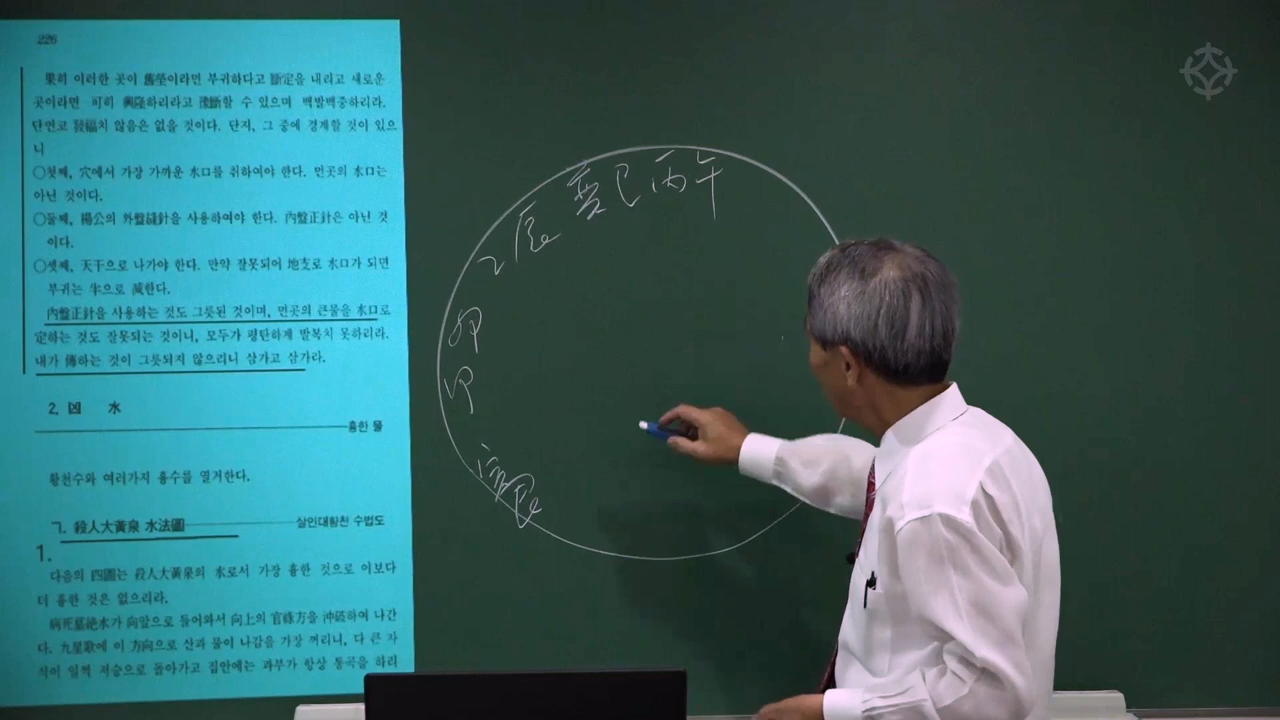 226
果히 이러한 곳이 舊塋이라면 부귀하다고 斷定을 내리고 새로운
곳이라면 可히 興隆하리라고 豫斷할 수 있으며 백발백중하리라.
단연코 發福치 않음은 없을 것이다. 단지, 그 중에 경계할 것이 있으
니
○첫째, 穴에서 가장 가까운 水口를 취하여야 한다. 먼곳의 水口는
아닌 것이다.
○둘째, 楊公의 外盤縫針을 사용하여야 한다. 內盤正針은 아닌 것
이다.
○셋째, 天干으로 나가야 한다. 만약 잘못되어 地支로 水口가 되면
부귀는 半으로 減한다.
內盤正針을 사용하는 것도 그릇된 것이며, 먼곳의 큰물을 水口로
定하는 것도 잘못되는 것이니, 모두가 평탄하게 발복치 못하리라.
내가 傳하는 것이 그릇되지 않으리니 삼가고 삼가라.
2. 凶 水
흉한 물
황천수와 여러가지 흉수를 열거한다.
ㄱ. 殺人大黃泉 水法圖
살인대황천 수법도
1.
다음의 四圖는 殺人大黃泉의 水로서 가장 흉한 것으로 이보다
더 흉한 것은 없으리라.
病死墓絶水가 向앞으로 들어와서 向上의 官祿方을 沖破하여 나간
다. 九星歌에 이 方向으로 산과 물이 나감을 가장 꺼리니, 다 큰 자
식이 일찍 저승으로 돌아가고 집안에는 과부가 항상 통곡을 하리
乙 辰 巽 巳 丙 午
甲
卯
寅 艮